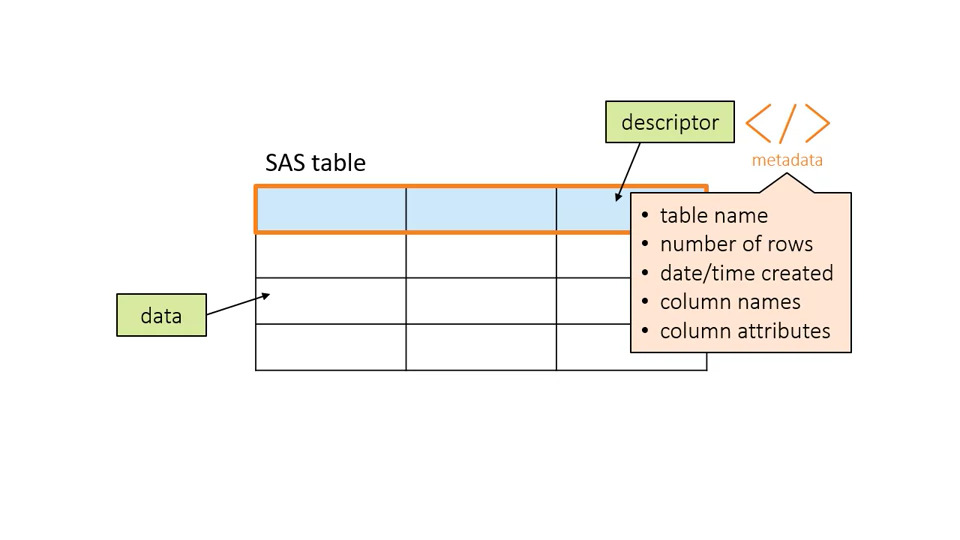 descriptor
</>
metadata
SAS table
• table name
• number of rows
• date/time created
• column names
• column attributes
data